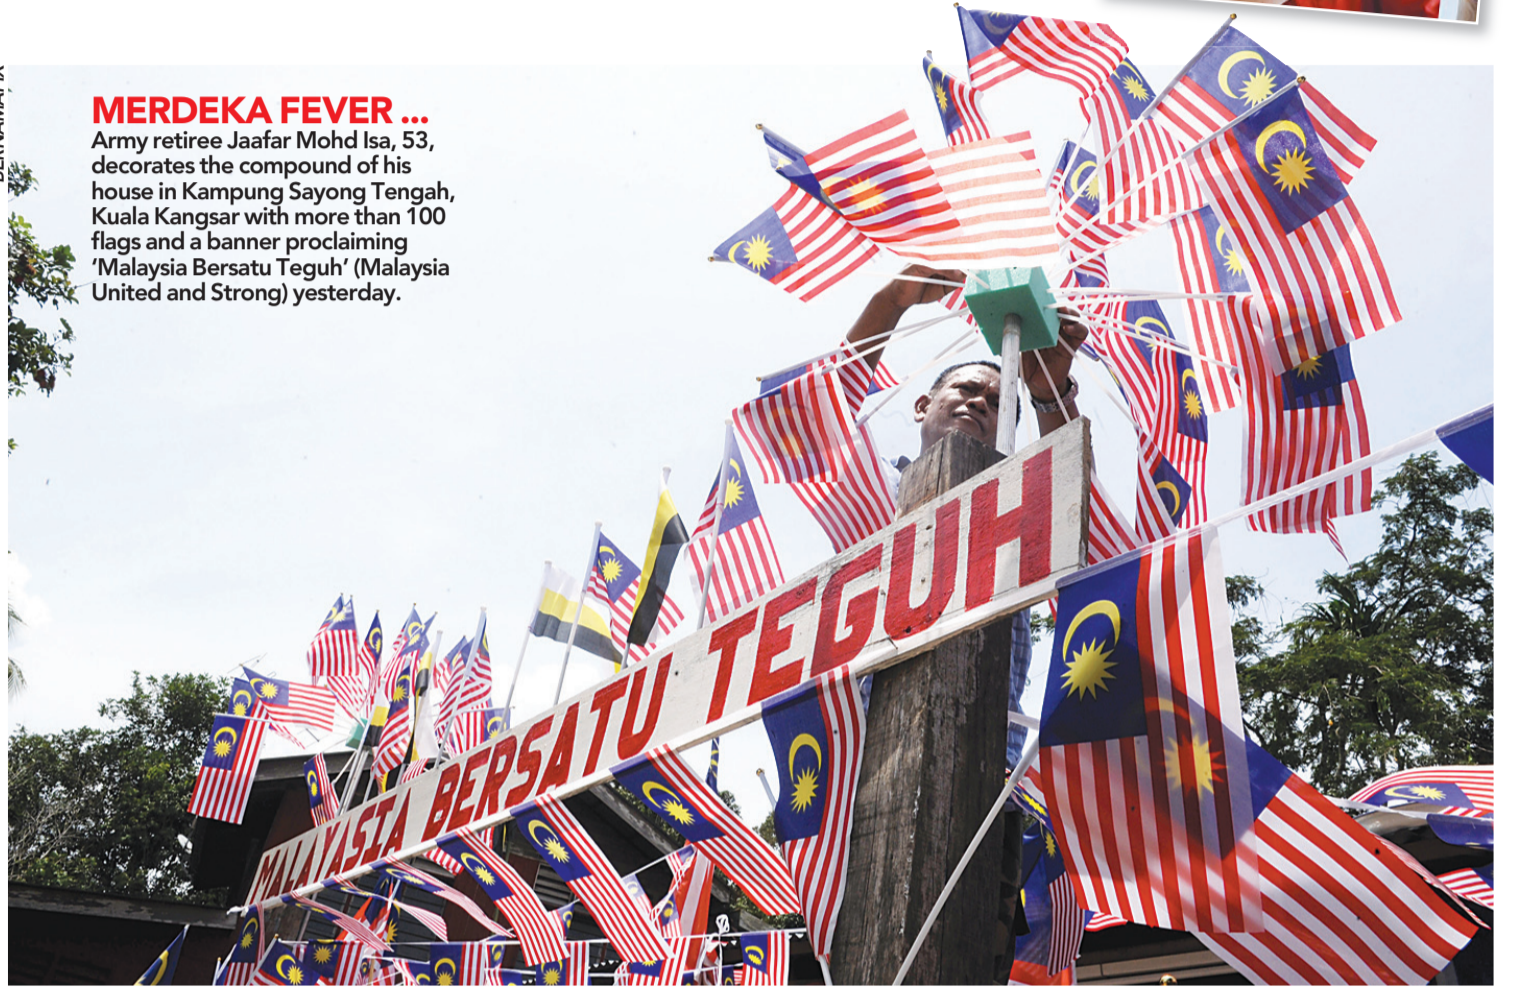 MERDEKA FEVER ...
Army retiree Jaafar Mohd Isa, 53,
decorates the compound of his
house in Kampung Sayong Tengah,
Kuala Kangsar with more than 100
flags and a banner proclaiming
‘Malaysia Bersatu Teguh’ (Malaysia
United and Strong) yesterday.
MALAYASIA BERSATU TEGUH